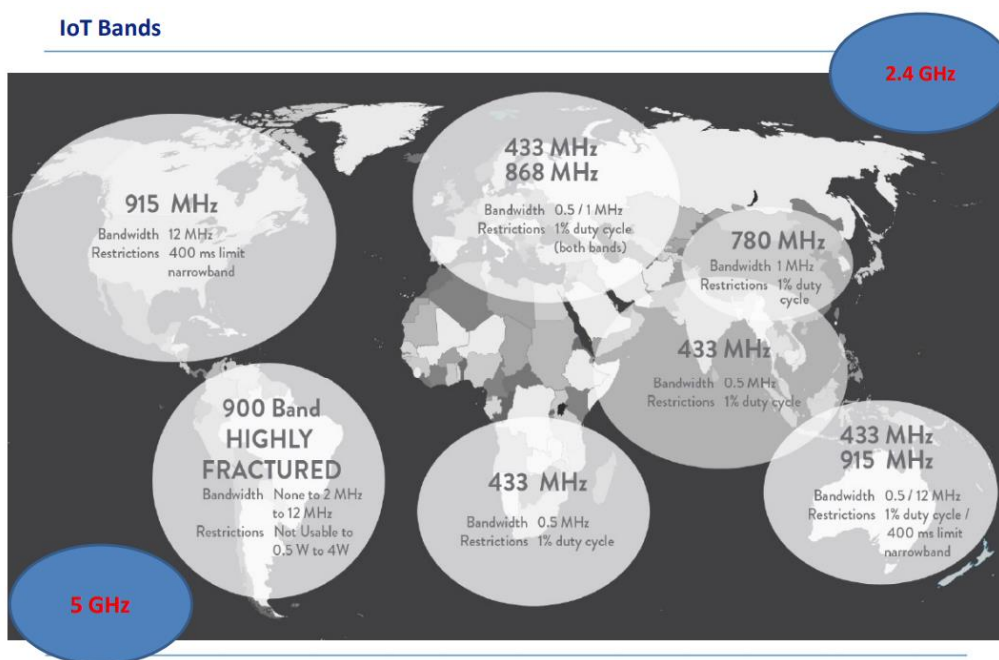 IoT Bands
2.4 GHz
915 MHz
Bandwidth 12 MHz
Restrictions 400 ms limit
narrowband
433 MHz
868 MHz
Bandwidth 0.5 / 1 MHz
Restrictions 1% duty cycle
(both bands)
780 MHz
Bandwidth 1 MHz
Restrictions 1% duty
cycle
433 MHz
Bandwidth 0.5 MHz
Restrictions 1% duty cycle
900 Band
HIGHLY
FRACTURED
Bandwidth None to 2 MHz
to 12 MHz
Restrictions Not Usable to
0.5 W to 4W
433 MHz
Bandwidth 0.5 MHz
Restrictions 1% duty cycle
433 MHz
915 MHz
Bandwidth 0.5 / 12 MHz
Restrictions 1% duty cycle /
400 ms limit
narrowband
5 GHz